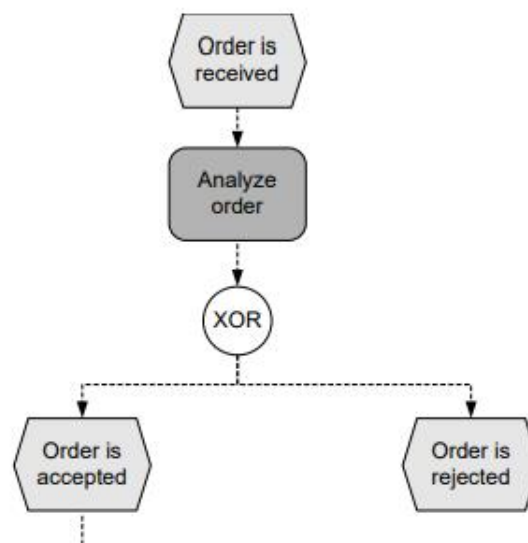 Order is
received
Analyze
order
XOR
Order is
accepted
Order is
rejected